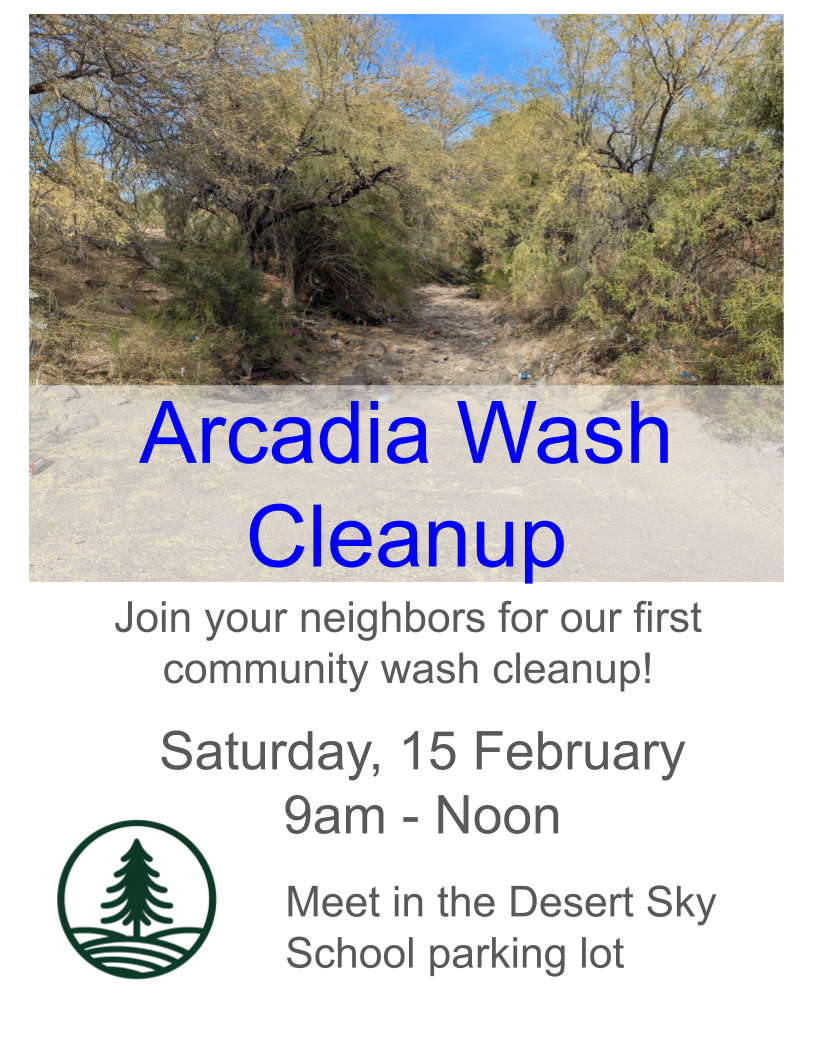 Arcadia Wash
Cleanup
Join your neighbors for our first
community wash cleanup!
Saturday, 15 February
9am - Noon
Meet in the Desert Sky
School parking lot